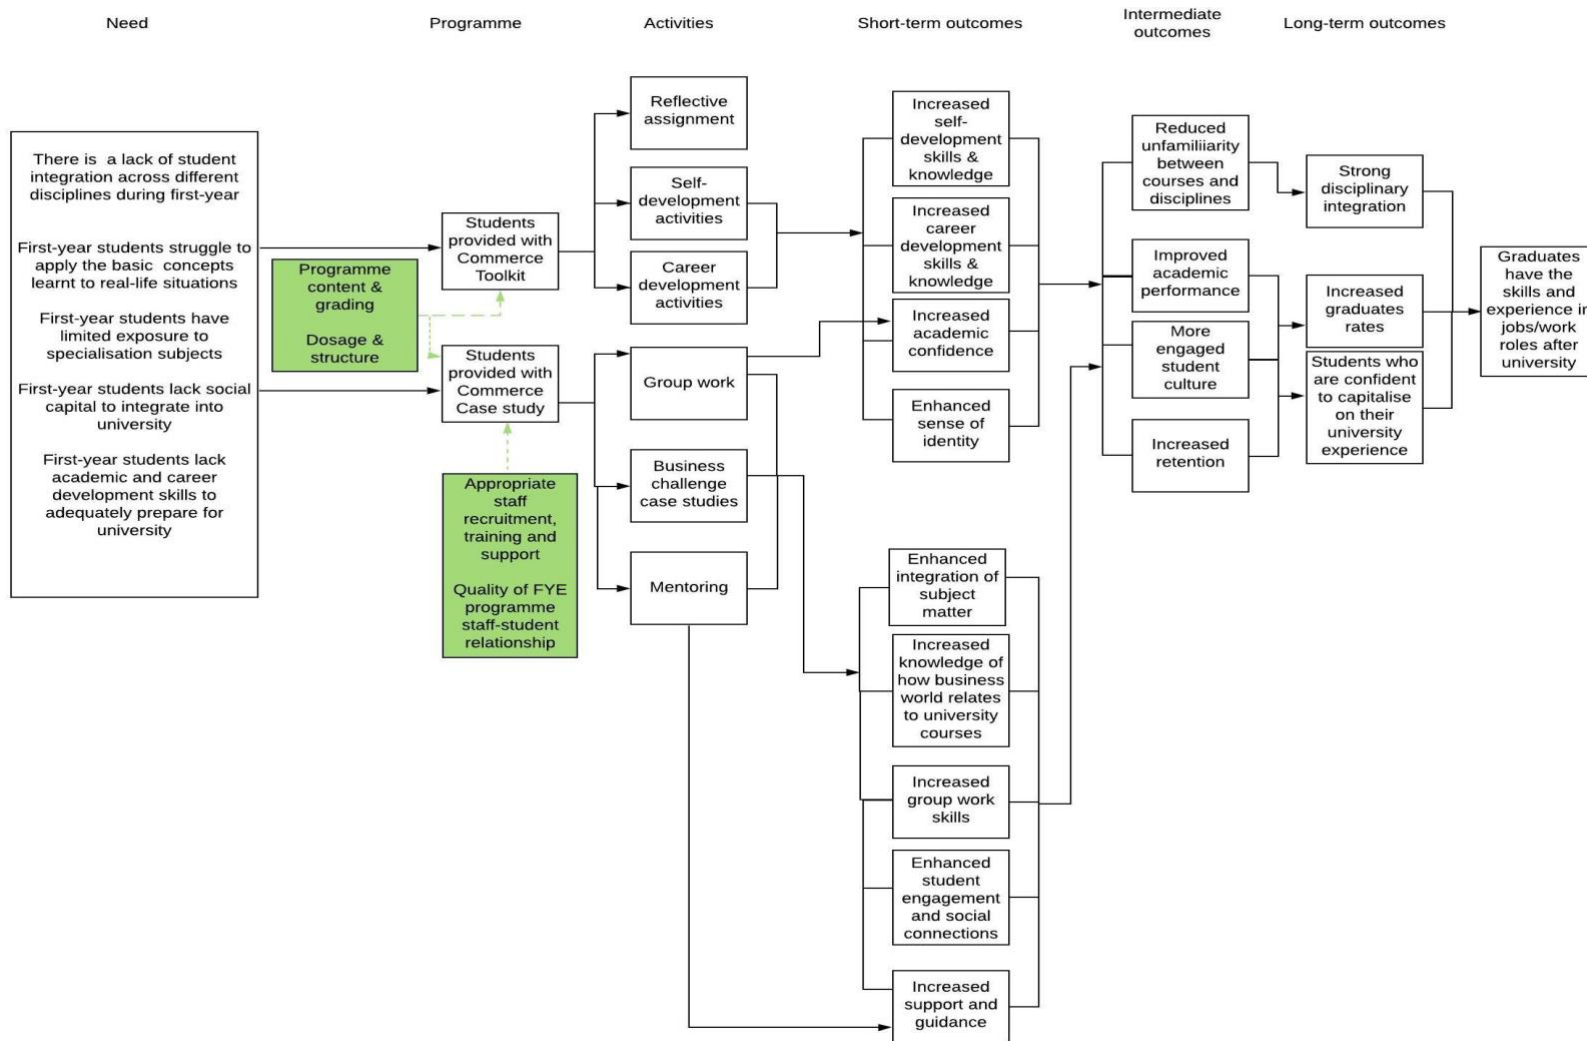 Need
Programme
Activities
Short-term outcomes
Intermediate
outcomes
Long-term outcomes
There is a lack of student
integration across different
disciplines during first-year
First-year students struggle to
apply the basic concepts
learnt to real-life situations
First-year students have
limited exposure to
specialisation subjects
First-year students lack social
capital to integrate into
university
First-year students lack
academic and career
development skills to
adequately prepare for
university
Programme
content &
grading
Dosage &
structure
Students
provided with
Commerce
Toolkit
Students
provided with
Commerce
Case study
Appropriate
staff
recruitment,
training and
support
Quality of FYE
programme
staff-student
relationship
Reflective
assignment
Self-
development
activities
Career
development
activities
Group work
Business
challenge
case studies
Mentoring
Increased
self-
development
skills &
knowledge
Increased
career
development
skills &
knowledge
Increased
academic
confidence
Enhanced
sense of
identity
Enhanced
integration of
subject
matter
Increased
knowledge of
how business
world relates
to university
courses
Increased
group work
skills
Enhanced
student
engagement
and social
connections
Increased
support and
guidance
Reduced
unfamiliiarity
between
courses and
disciplines
Improved
academic
performance
More
engaged
student
culture
Increased
retention
Strong
disciplinary
integration
Increased
graduates
rates
Students who
are confident
to capitalise
on their
university
experience
Graduates
have the
skills and
experience in
jobs/work
roles after
university